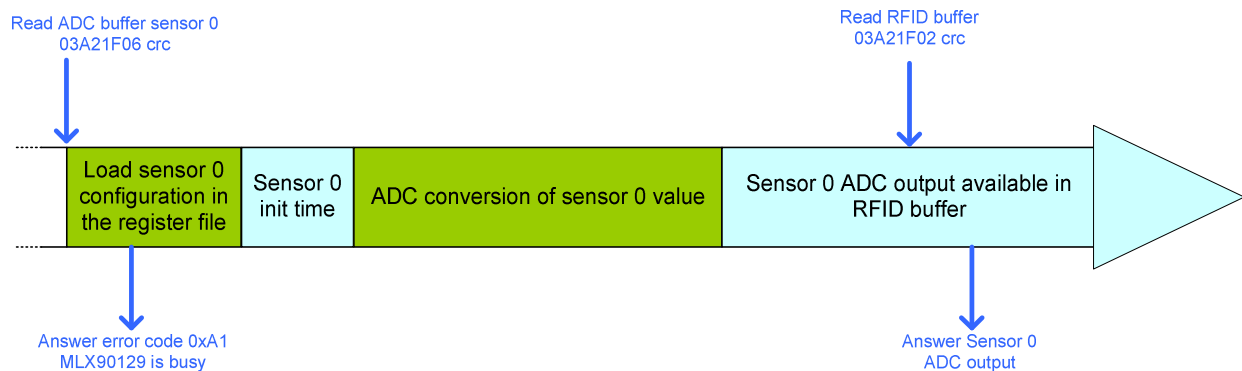 Read ADC buffer sensor 0
03A21F06 crc
Read RFID buffer
03A21F02 crc
Load sensor 0
configuration in
the register file
Sensor 0
init time
ADC conversion of sensor 0 value
Sensor 0 ADC output available in
RFID buffer
Answer error code 0xA1
MLX90129 is busy
Answer Sensor 0
ADC output